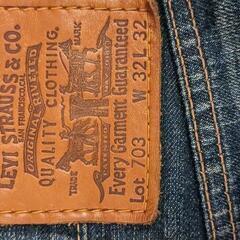 LEVI STRAUSS & CO.
SAN FRANCISCO, CAL.
ORIGINAL RIVETED
QUALITY CLOTHING.
TRADE MARK
Every Garment Guaranteed
Lot 703 W 32 L 32